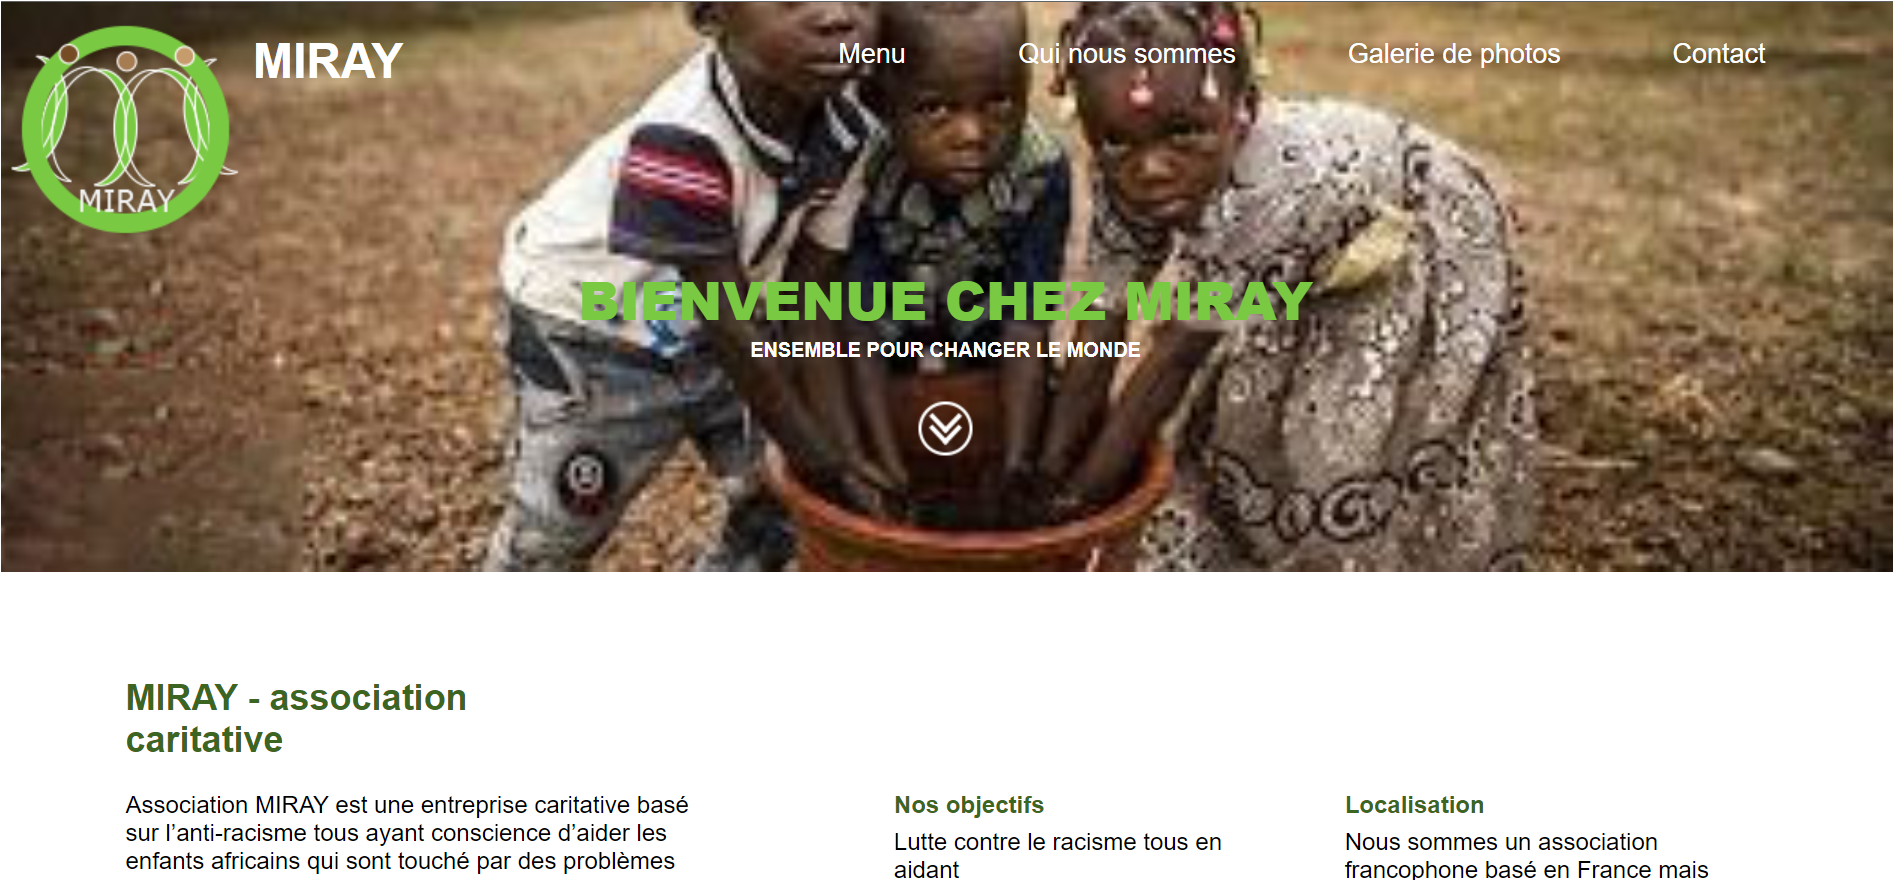 MIRAY
MIRAY
Menu
Qui nous sommes
Galerie de photos
Contact
BIENVENUE CHEZ MIRAY
ENSEMBLE POUR CHANGER LE MONDE
MIRAY - association
caritative
Association MIRAY est une entreprise caritative basé
sur l’anti-racisme tous ayant conscience d’aider les
enfants africains qui sont touché par des problèmes
Nos objectifs
Lutte contre le racisme tous en
aidant
Localisation
Nous sommes un association
francophone basé en France mais